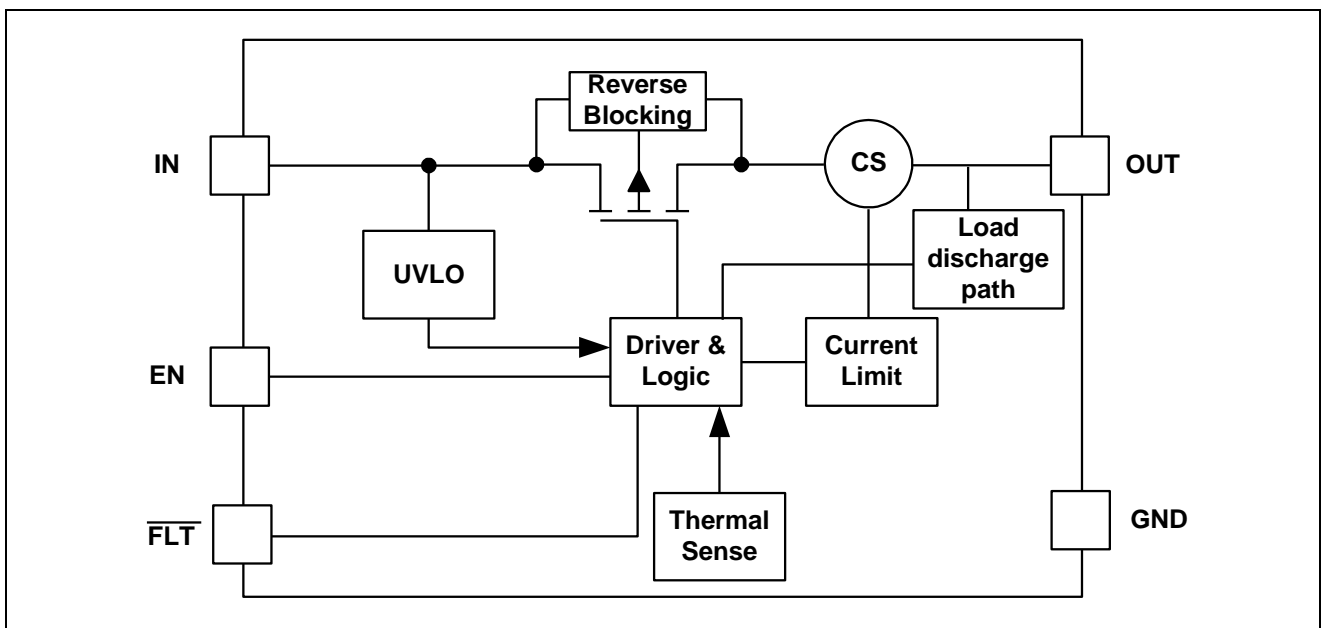 Reverse
Blocking
IN
CS
OUT
Load
discharge
path
UVLO
Driver &
Logic
Current
Limit
EN
Thermal
Sense
FLT
GND